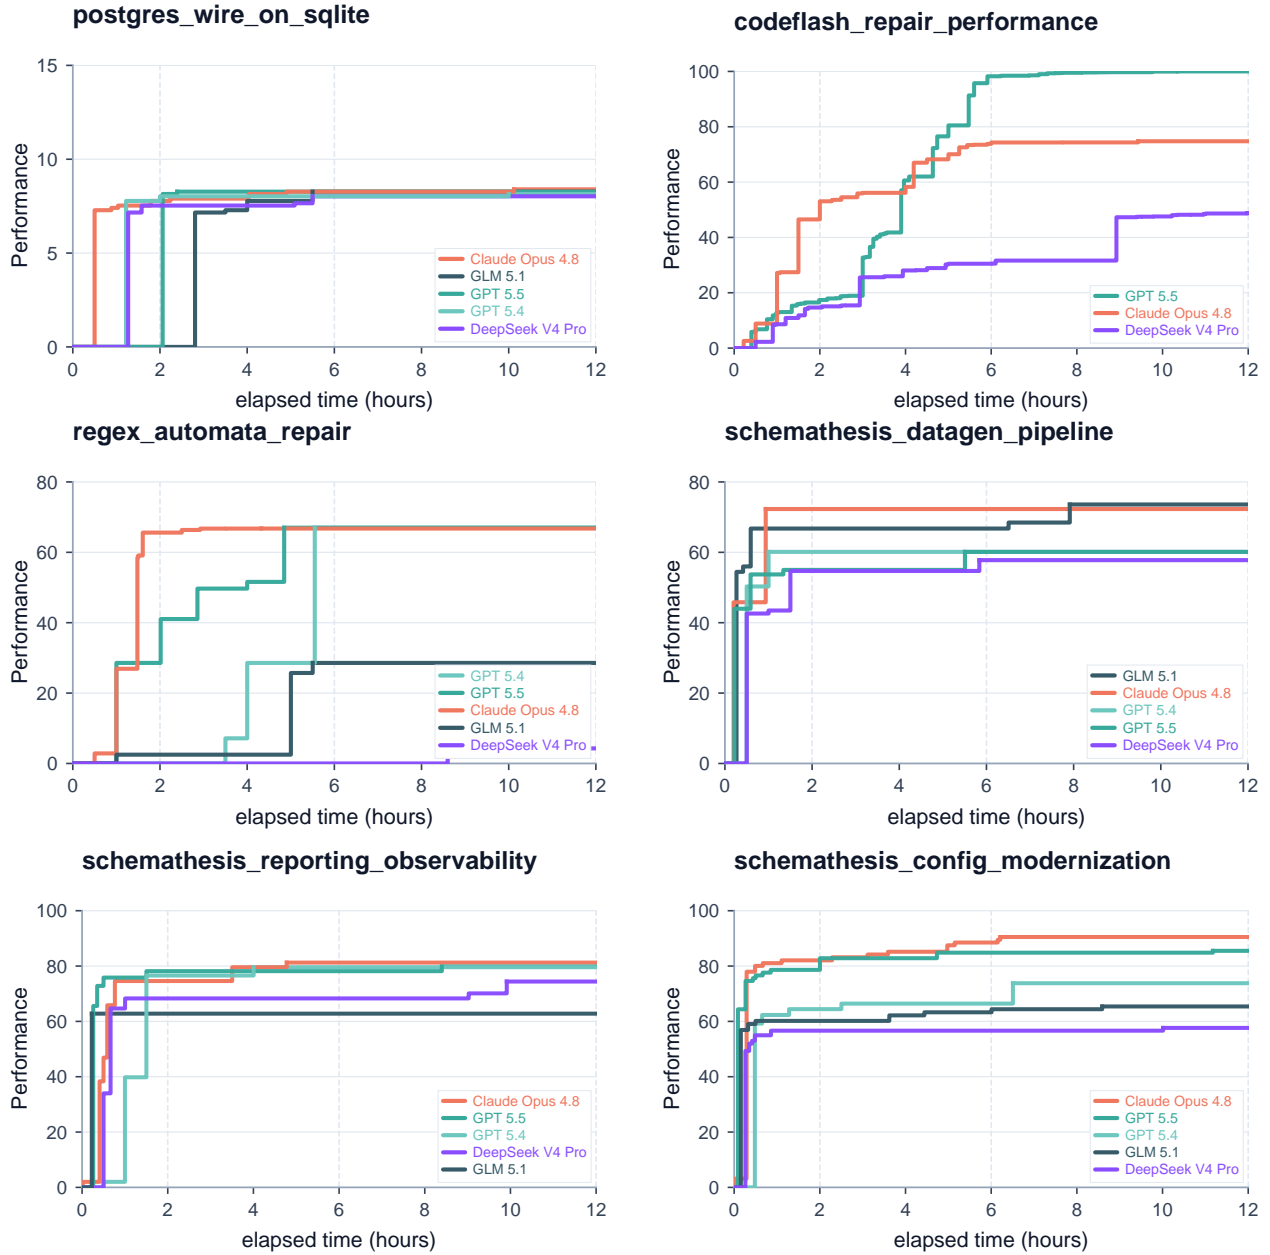 postgres_wire_on_sqlite
15
10
5
0
Performance
0 2 4 6 8 10 12
elapsed time (hours)
Claude Opus 4.8
GLM 5.1
GPT 5.5
GPT 5.4
DeepSeek V4 Pro
codeflash_repair_performance
100
80
60
40
20
0
Performance
0 2 4 6 8 10 12
elapsed time (hours)
GPT 5.5
Claude Opus 4.8
DeepSeek V4 Pro
regex_automata_repair
80
60
40
20
0
Performance
0 2 4 6 8 10 12
elapsed time (hours)
GPT 5.4
GPT 5.5
Claude Opus 4.8
GLM 5.1
DeepSeek V4 Pro
schemathesis_datagen_pipeline
80
60
40
20
0
Performance
0 2 4 6 8 10 12
elapsed time (hours)
GLM 5.1
Claude Opus 4.8
GPT 5.4
GPT 5.5
DeepSeek V4 Pro
schemathesis_reporting_observability
100
80
60
40
20
0
Performance
0 2 4 6 8 10 12
elapsed time (hours)
Claude Opus 4.8
GPT 5.5
GPT 5.4
DeepSeek V4 Pro
GLM 5.1
schemathesis_config_modernization
100
80
60
40
20
0
Performance
0 2 4 6 8 10 12
elapsed time (hours)
Claude Opus 4.8
GPT 5.5
GPT 5.4
GLM 5.1
DeepSeek V4 Pro